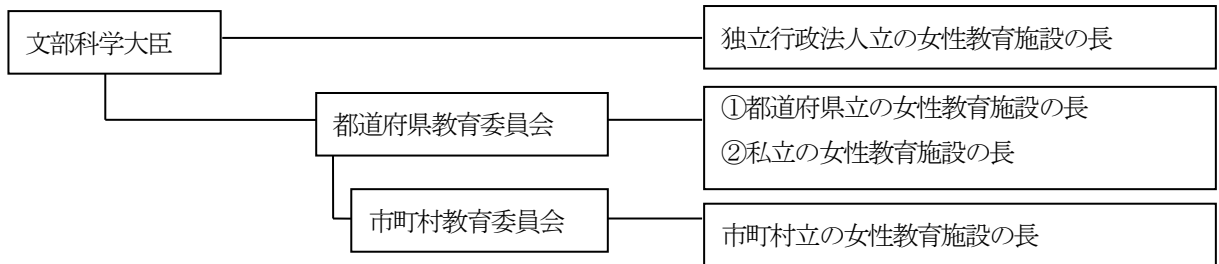 文部科学大臣
独立行政法人立の女性教育施設の長
都道府県教育委員会
①都道府県立の女性教育施設の長
②私立の女性教育施設の長
市町村教育委員会
市町村立の女性教育施設の長